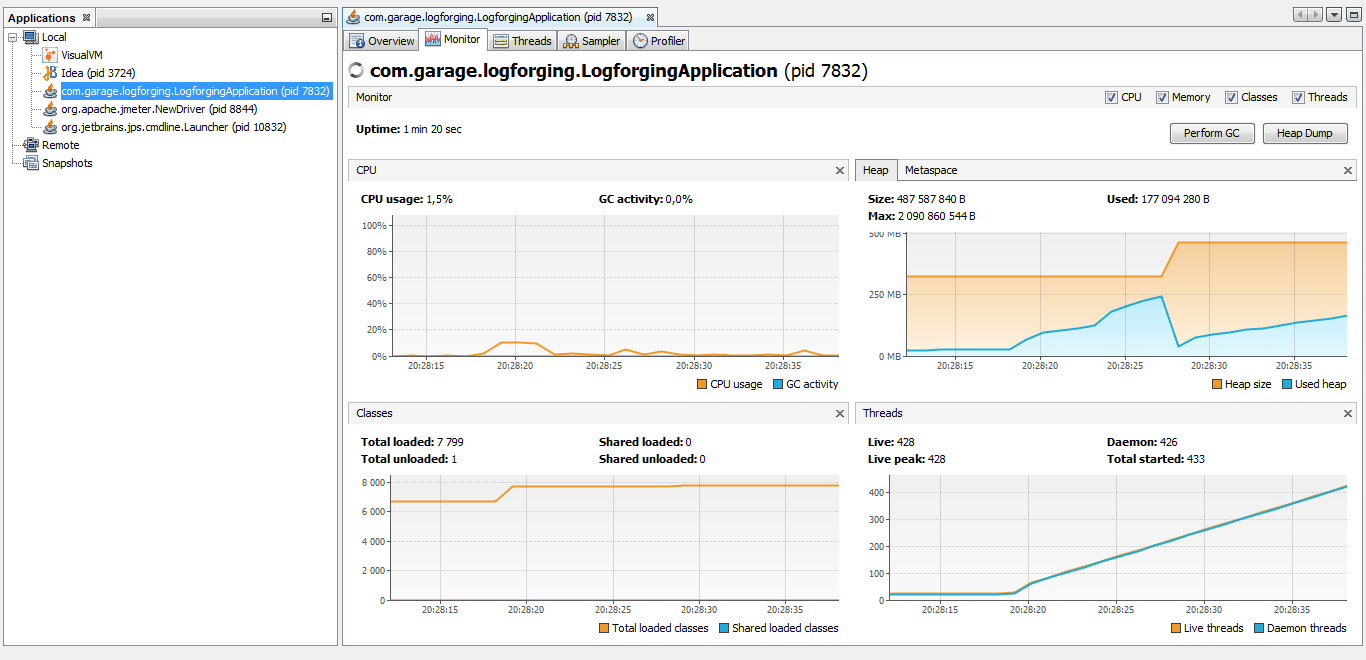 Applications
Local
VisualVM
Idea (pid 3724)
com.garage.logforging.LogforgingApplication (pid 7832)
org.apache.jmeter.NewDriver (pid 8844)
org.jetbrains.jps.cmdline.Launcher (pid 10832)
Remote
Snapshots
com.garage.logforging.LogforgingApplication (pid 7832)
Overview Monitor Threads Sampler Profiler
com.garage.logforging.LogforgingApplication (pid 7832)
Monitor CPU Memory Classes Threads
Uptime: 1 min 20 sec
Perform GC Heap Dump
CPU
CPU usage: 1,5% GC activity: 0,0%
100%
80%
60%
40%
20%
0%
20:28:15 20:28:20 20:28:25 20:28:30 20:28:35
CPU usage GC activity
Heap Metaspace
Size: 487 587 840 B Used: 177 094 280 B
Max: 2 090 860 544 B
500 MB
250 MB
0 MB
20:28:15 20:28:20 20:28:25 20:28:30 20:28:35
Heap size Used heap
Classes
Total loaded: 7 799 Shared loaded: 0
Total unloaded: 1 Shared unloaded: 0
8 000
6 000
4 000
2 000
0
20:28:15 20:28:20 20:28:25 20:28:30 20:28:35
Total loaded classes Shared loaded classes
Threads
Live: 428 Daemon: 426
Live peak: 428 Total started: 433
400
300
200
100
0
20:28:15 20:28:20 20:28:25 20:28:30 20:28:35
Live threads Daemon threads